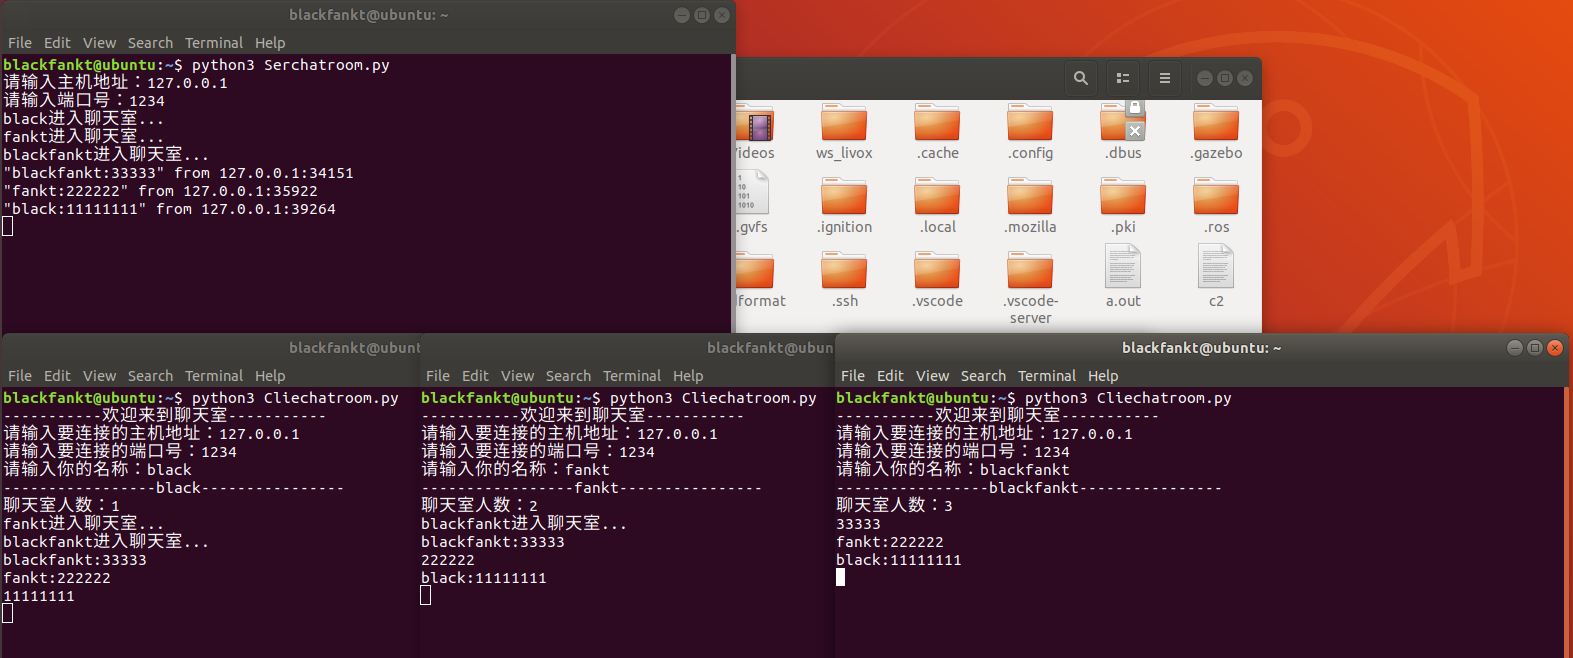 blackfankt@ubuntu: ~
File Edit View Search Terminal Help
blackfankt@ubuntu:~$ python3 Serchatroom.py
请输入主机地址：127.0.0.1
请输入端口号：1234
black进入聊天室...
fankt进入聊天室...
blackfankt进入聊天室...
"blackfankt:33333" from 127.0.0.1:34151
"fankt:222222" from 127.0.0.1:35922
"black:11111111" from 127.0.0.1:39264
ideos ws_livox .cache .config .dbus .gazebo
.gvfs .ignition .local .mozilla .pki .ros
dformat .ssh .vscode .vscode-server a.out c2
blackfankt@ubunt
File Edit View Search Terminal Help
blackfankt@ubuntu:~$ python3 Cliechatroom.py
-----------欢迎来到聊天室-----------
请输入要连接的主机地址：127.0.0.1
请输入要连接的端口号：1234
请输入你的名称：black
-----------------black----------------
聊天室人数：1
fankt进入聊天室...
blackfankt进入聊天室...
blackfankt:33333
fankt:222222
11111111
blackfankt@ubun
File Edit View Search Terminal Help
blackfankt@ubuntu:~$ python3 Cliechatroom.py
-----------欢迎来到聊天室-----------
请输入要连接的主机地址：127.0.0.1
请输入要连接的端口号：1234
请输入你的名称：fankt
-----------------fankt----------------
聊天室人数：2
blackfankt进入聊天室...
blackfankt:33333
222222
black:11111111
blackfankt@ubuntu: ~
File Edit View Search Terminal Help
blackfankt@ubuntu:~$ python3 Cliechatroom.py
-----------欢迎来到聊天室-----------
请输入要连接的主机地址：127.0.0.1
请输入要连接的端口号：1234
请输入你的名称：blackfankt
-----------------blackfankt----------------
聊天室人数：3
33333
fankt:222222
black:11111111